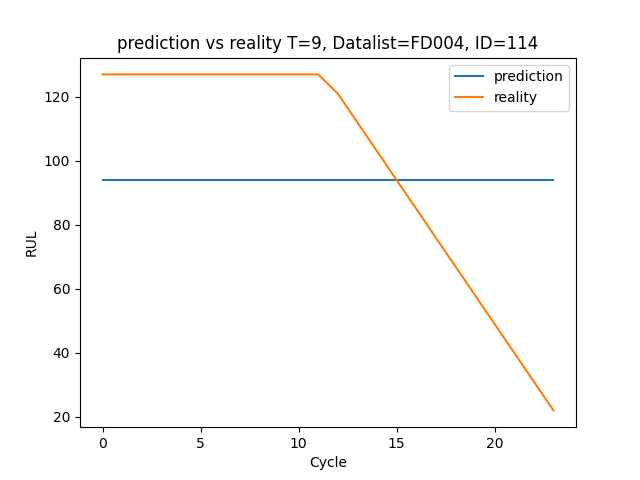 prediction vs reality T=9, Datalist=FD004, ID=114
prediction
reality
RUL
120
100
80
60
40
20
0
5
10
15
20
Cycle